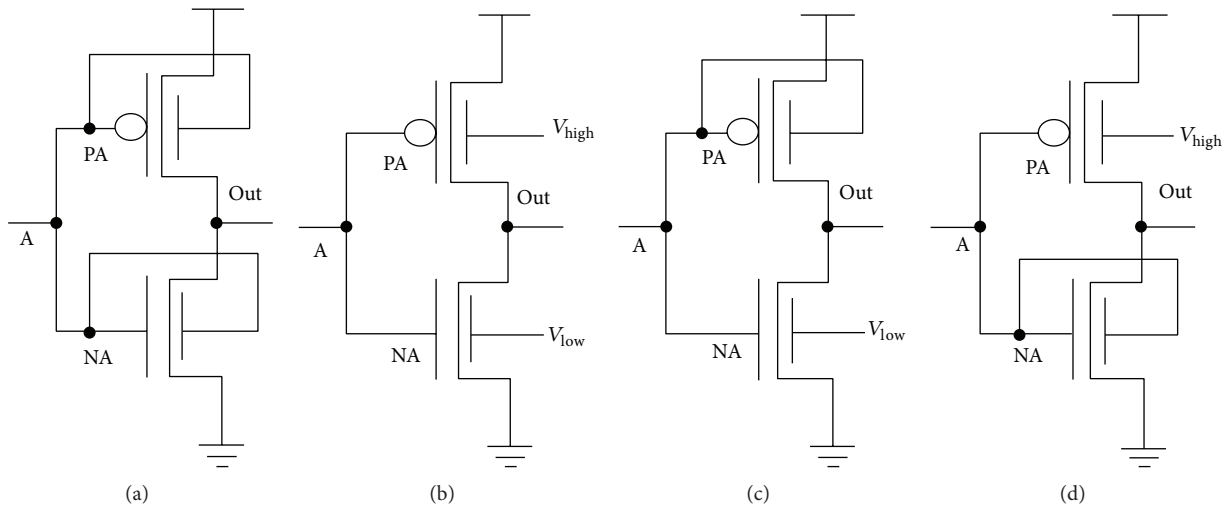 PA
Out
A
NA
(a)
PA
V_high
Out
A
NA
V_low
(b)
PA
Out
A
NA
V_low
(c)
PA
V_high
Out
A
NA
(d)